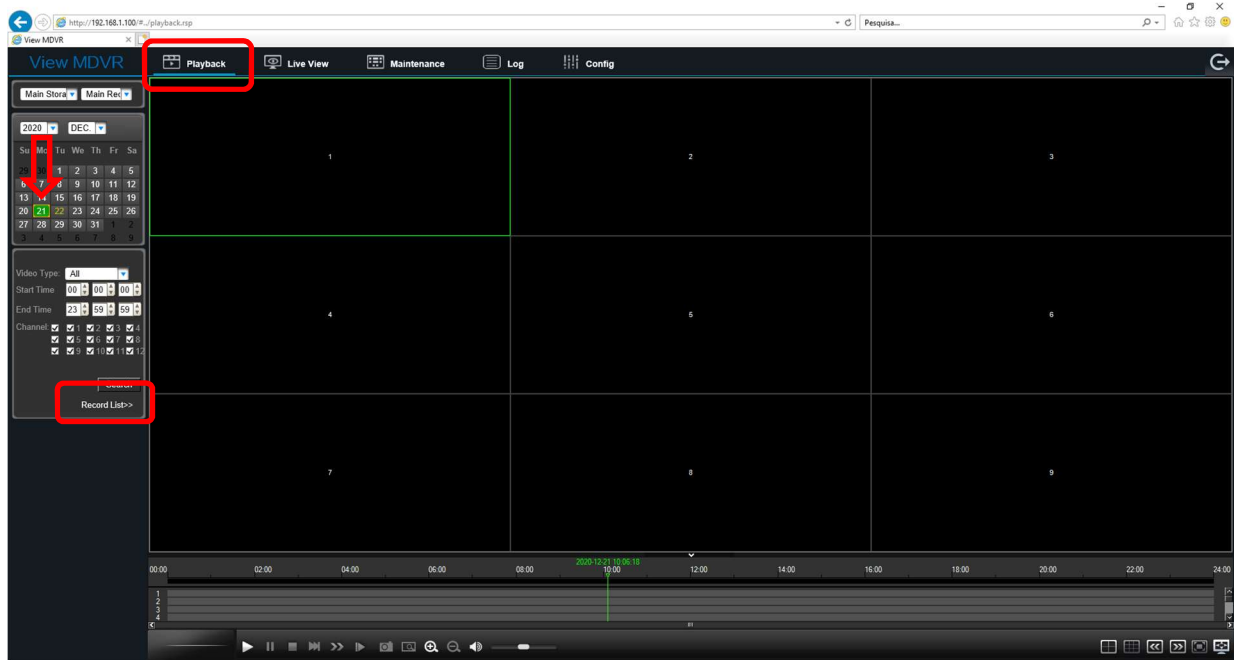 http://192.168.1.100/#../playback.rsp
Pesquisa...
View MDVR
View MDVR
Playback
Live View
Maintenance
Log
Config
Main Stora
Main Rec
2020
DEC.
Su Mo Tu We Th Fr Sa
29 30 1 2 3 4 5
6 7 8 9 10 11 12
13 14 15 16 17 18 19
20 21 22 23 24 25 26
27 28 29 30 31 1 2
3 4 5 6 7 8 9
Video Type: All
Start Time 00 00 00
End Time 23 59 59
Channel: 1 2 3 4
5 6 7 8
9 10 11 12
Search
Record List>>
1
2
3
4
5
6
7
8
9
2020-12-21 10:06:18
00:00 02:00 04:00 06:00 08:00 10:00 12:00 14:00 16:00 18:00 20:00 22:00 24:00
1
2
3
4